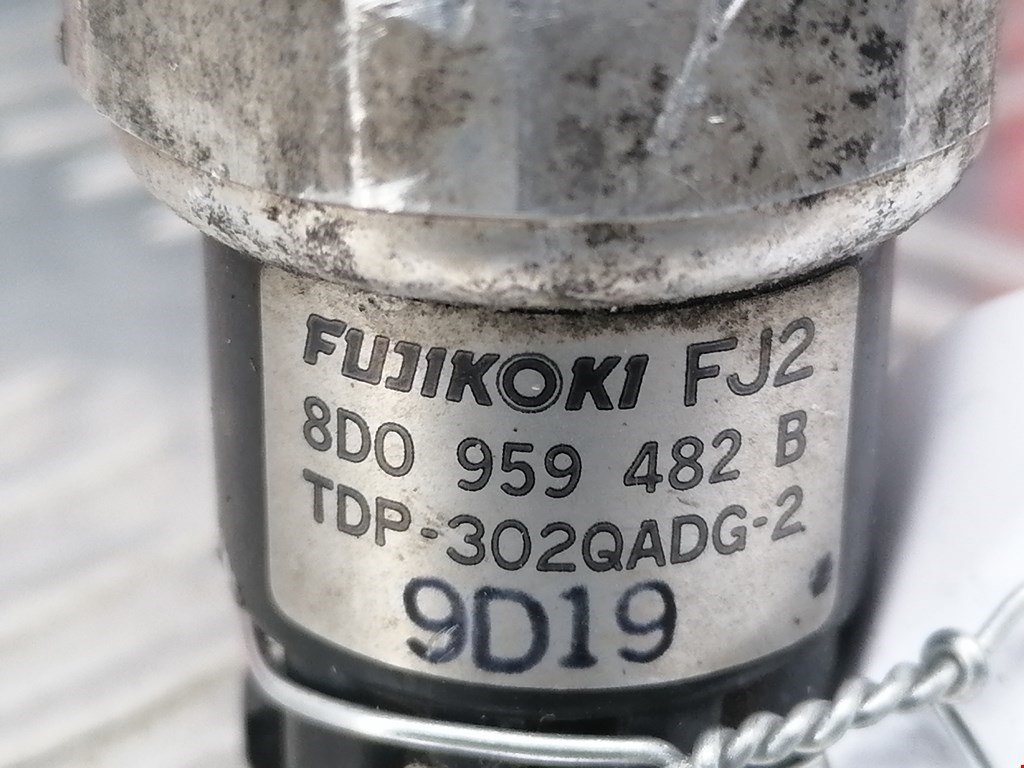 FUJIKOKI FJ2
8D0 959 482 B
TDP-302QADG-2
9D19